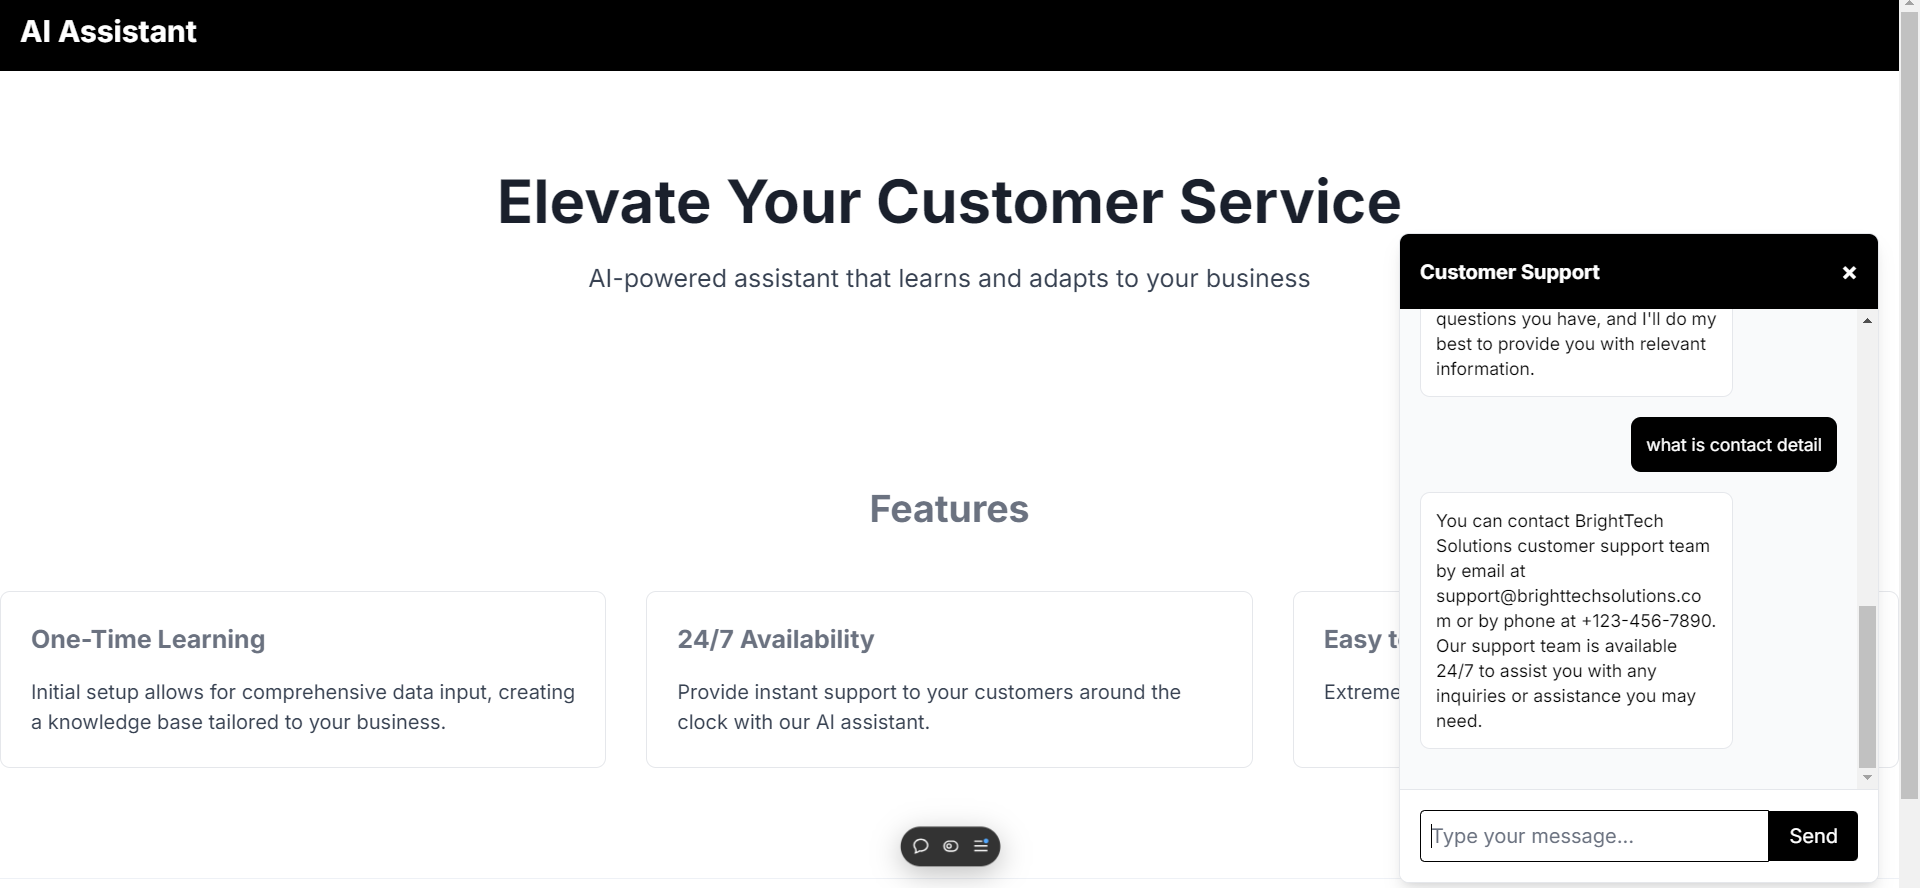 AI Assistant
Elevate Your Customer Service
AI-powered assistant that learns and adapts to your business
Features
One-Time Learning
Initial setup allows for comprehensive data input, creating
a knowledge base tailored to your business.
24/7 Availability
Provide instant support to your customers around the
clock with our AI assistant.
Easy
Extreme
Customer Support
questions you have, and I'll do my
best to provide you with relevant
information.
what is contact detail
You can contact BrightTech
Solutions customer support team
by email at
support@brighttechsolutions.co
m or by phone at +123-456-7890.
Our support team is available
24/7 to assist you with any
inquiries or assistance you may
need.
Type your message...
Send